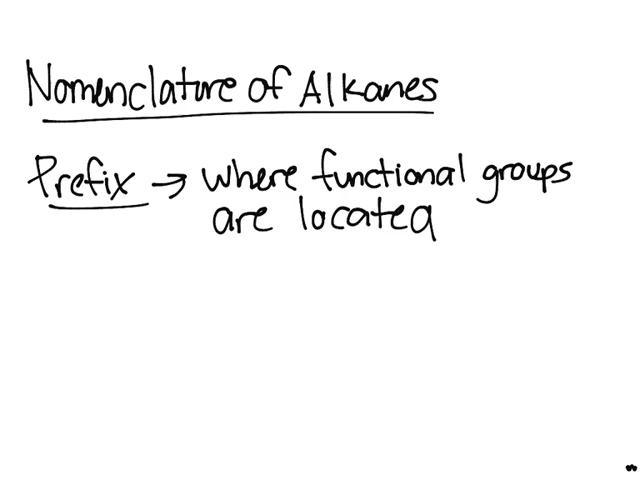 Nomenclature of Alkanes
Prefix → where functional groups
are located